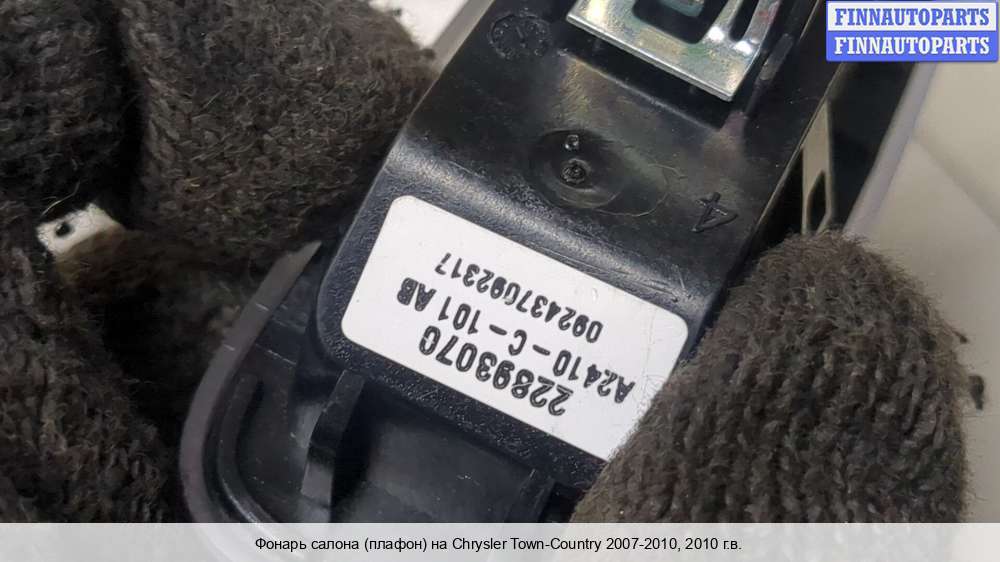 FINNAUTOPARTS
FINNAUTOPARTS
4
22893070
A2410-C-101 AB
092437092317
Фонарь салона (плафон) на Chrysler Town-Country 2007-2010, 2010 г.в.